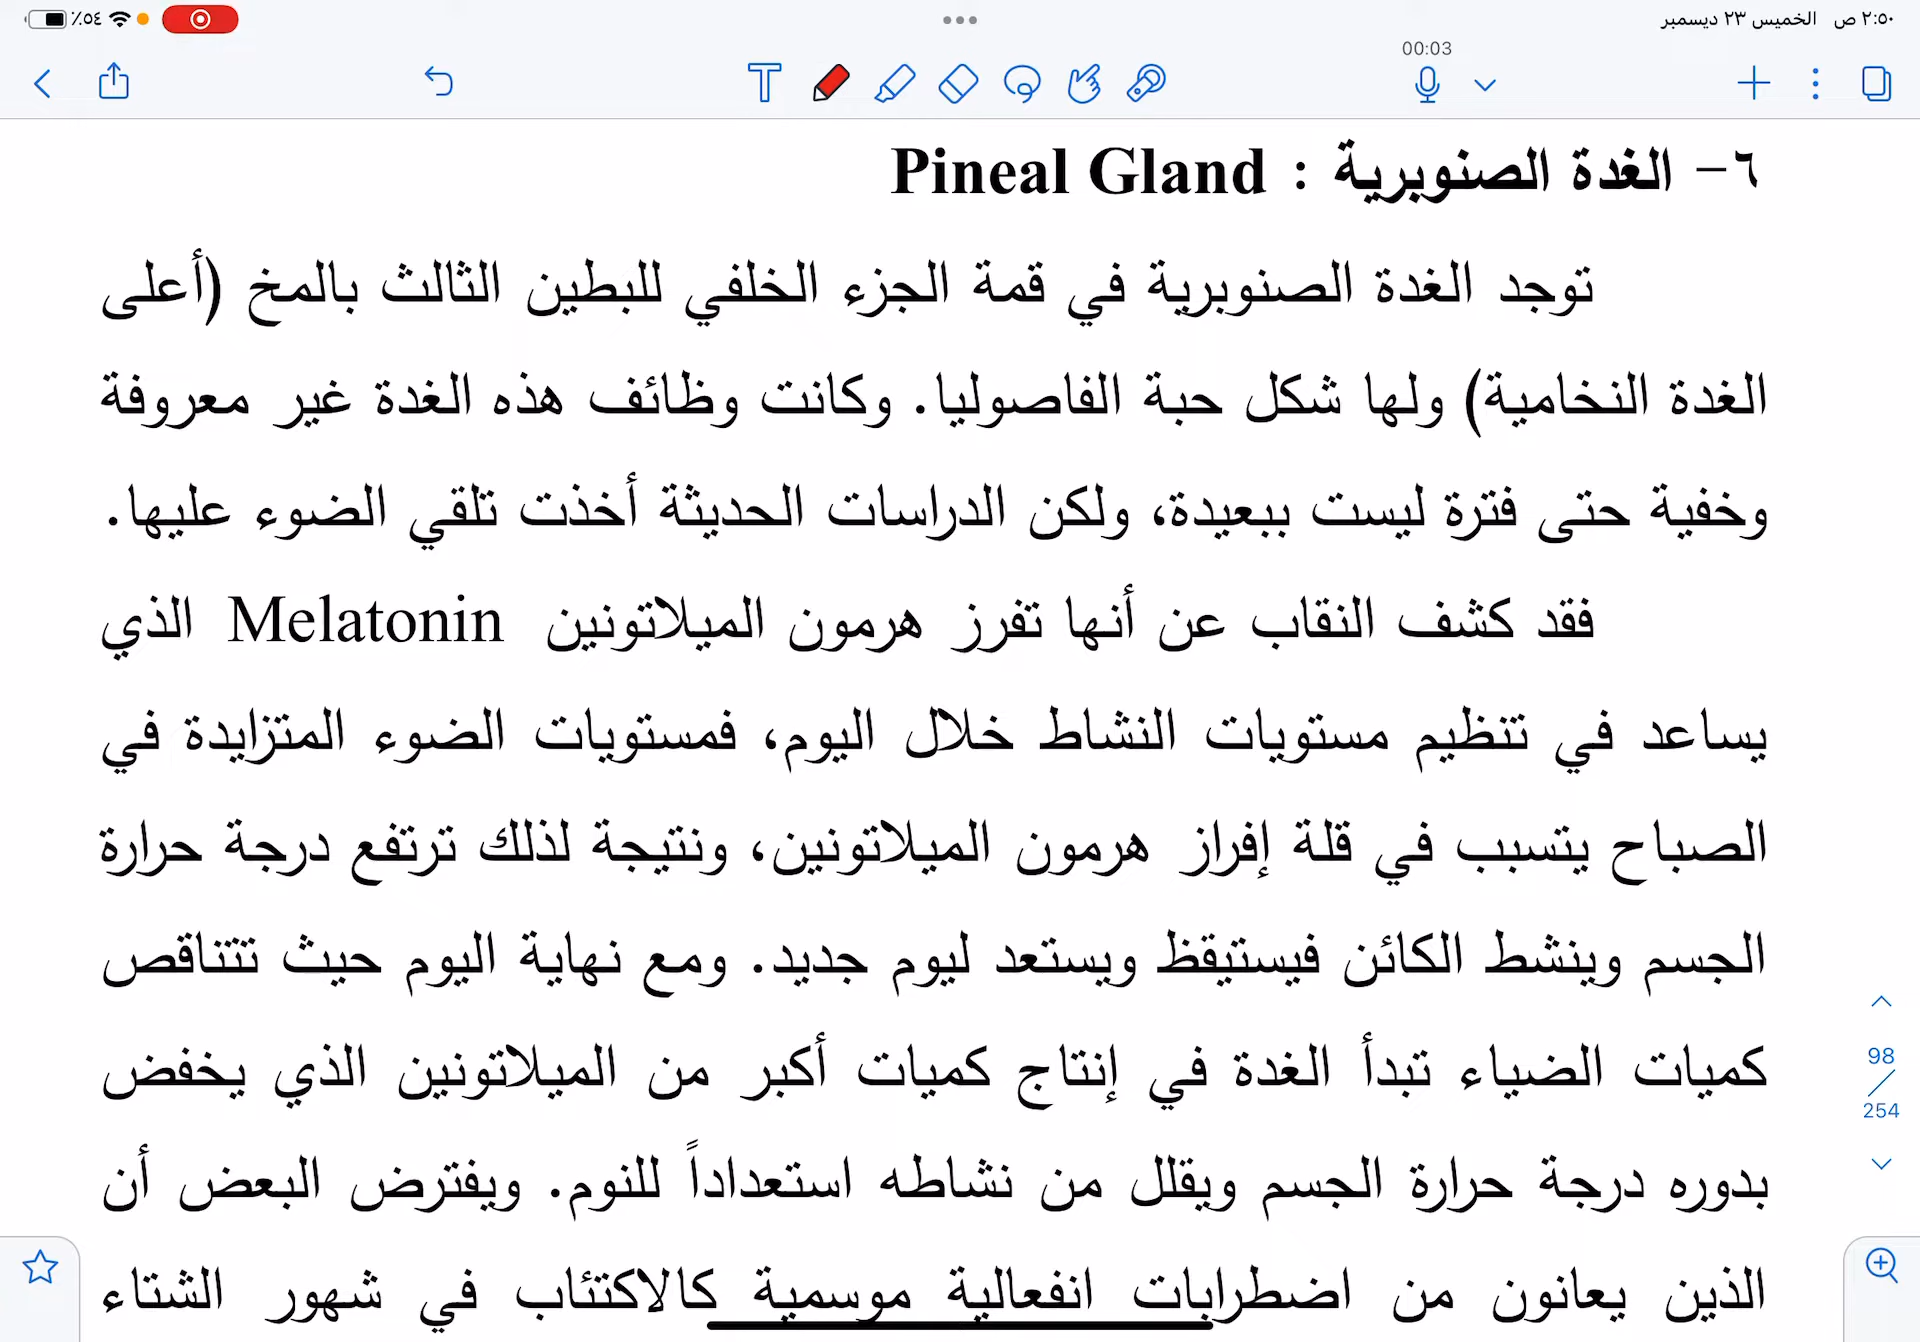 ٢:٥٠ ص الخميس ٢٣ ديسمبر
٪٥٤
00:03
٦- الغدة الصنوبرية : Pineal Gland
توجد الغدة الصنوبرية في قمة الجزء الخلفي للبطين الثالث بالمخ (أعلى
الغدة النخامية) ولها شكل حبة الفاصوليا. وكانت وظائف هذه الغدة غير معروفة
وخفية حتى فترة ليست ببعيدة، ولكن الدراسات الحديثة أخذت تلقي الضوء عليها.
فقد كشف النقاب عن أنها تفرز هرمون الميلاتونين Melatonin الذي
يساعد في تنظيم مستويات النشاط خلال اليوم، فمستويات الضوء المتزايدة في
الصباح يتسبب في قلة إفراز هرمون الميلاتونين، ونتيجة لذلك ترتفع درجة حرارة
الجسم وينشط الكائن فيستيقظ ويستعد ليوم جديد. ومع نهاية اليوم حيث تتناقص
كميات الضياء تبدأ الغدة في إنتاج كميات أكبر من الميلاتونين الذي يخفض
بدوره درجة حرارة الجسم ويقلل من نشاطه استعداداً للنوم. ويفترض البعض أن
الذين يعانون من اضطرابات انفعالية موسمية كالاكتئاب في شهور الشتاء
98
254